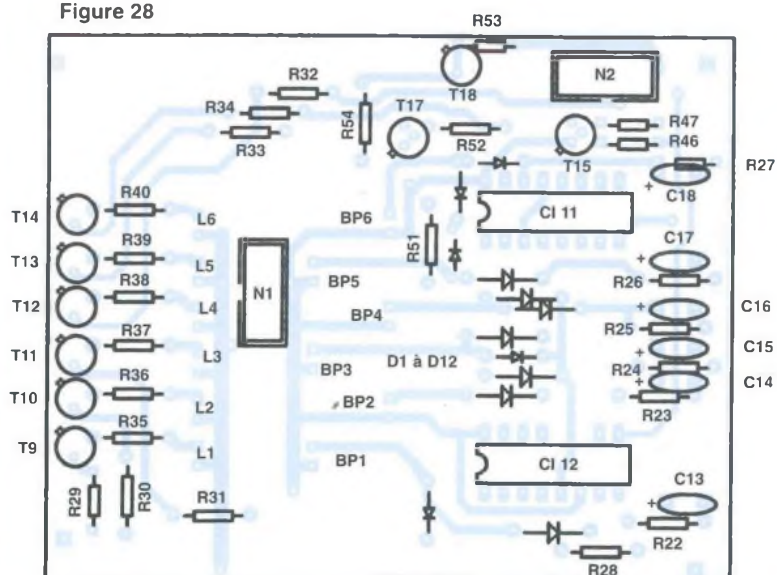 Figure 28
R53
N2
R32
T18
R34
T17
R54
R47
R33
R52
R46
T15
R27
C18
R40
T14
L6
BP6
CI 11
R39
R51
C17
T13
L5
R38
N1
BP5
R26
T12
L4
BP4
C16
R37
R25
T11
L3
C15
BP3
D1 à D12
R24
R36
T10
C14
L2
BP2
R23
R35
T9
L1
BP1
CI 12
C13
R29
R30
R31
R22
R28
+
+
+
+
+
+